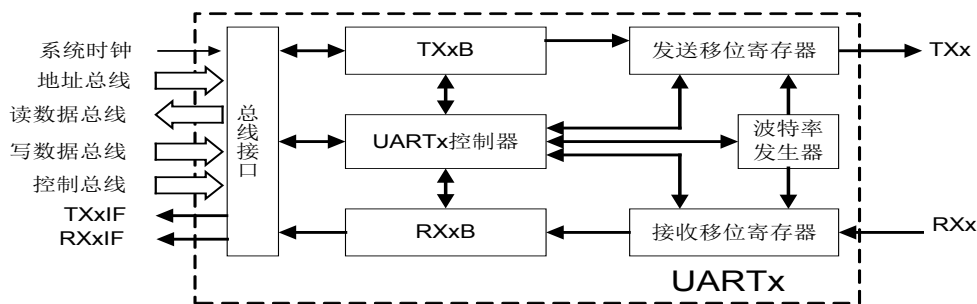 系统时钟
地址总线
读数据总线
写数据总线
控制总线
TXxIF
RXxIF
总线接口
TXxB
UARTx控制器
RXxB
发送移位寄存器
波特率
发生器
接收移位寄存器
TXx
RXx
UARTx